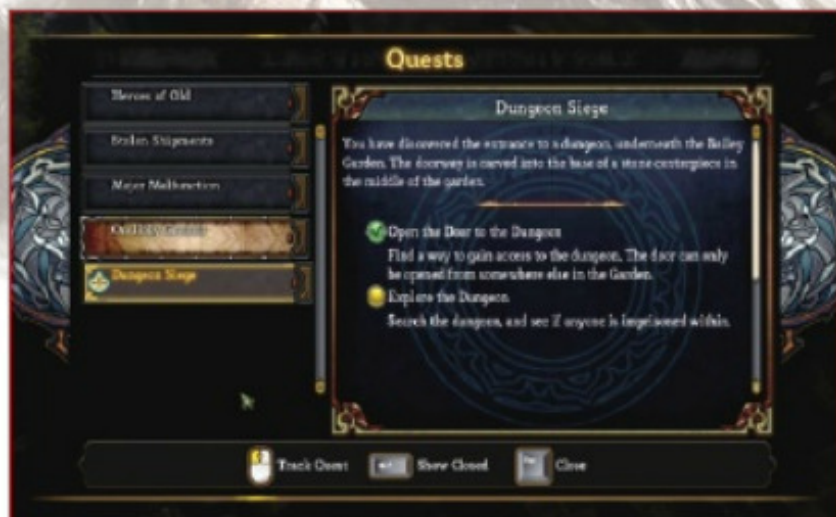 Quests
Heroes of Old
Stolen Shipments
Major Malfunction
Dungeon Siege
Dungeon Siege
You have discovered the entrance to a dungeon, underneath the Bailey
Garden. The doorway is carved into the base of a stone centerpiece in
the middle of the garden.
Open the Door to the Dungeon
Find a way to gain access to the dungeon. The door can only
be opened from somewhere else in the Garden.
Explore the Dungeon
Search the dungeon, and see if anyone is imprisoned within.
Track Quest
Show Closed
Close